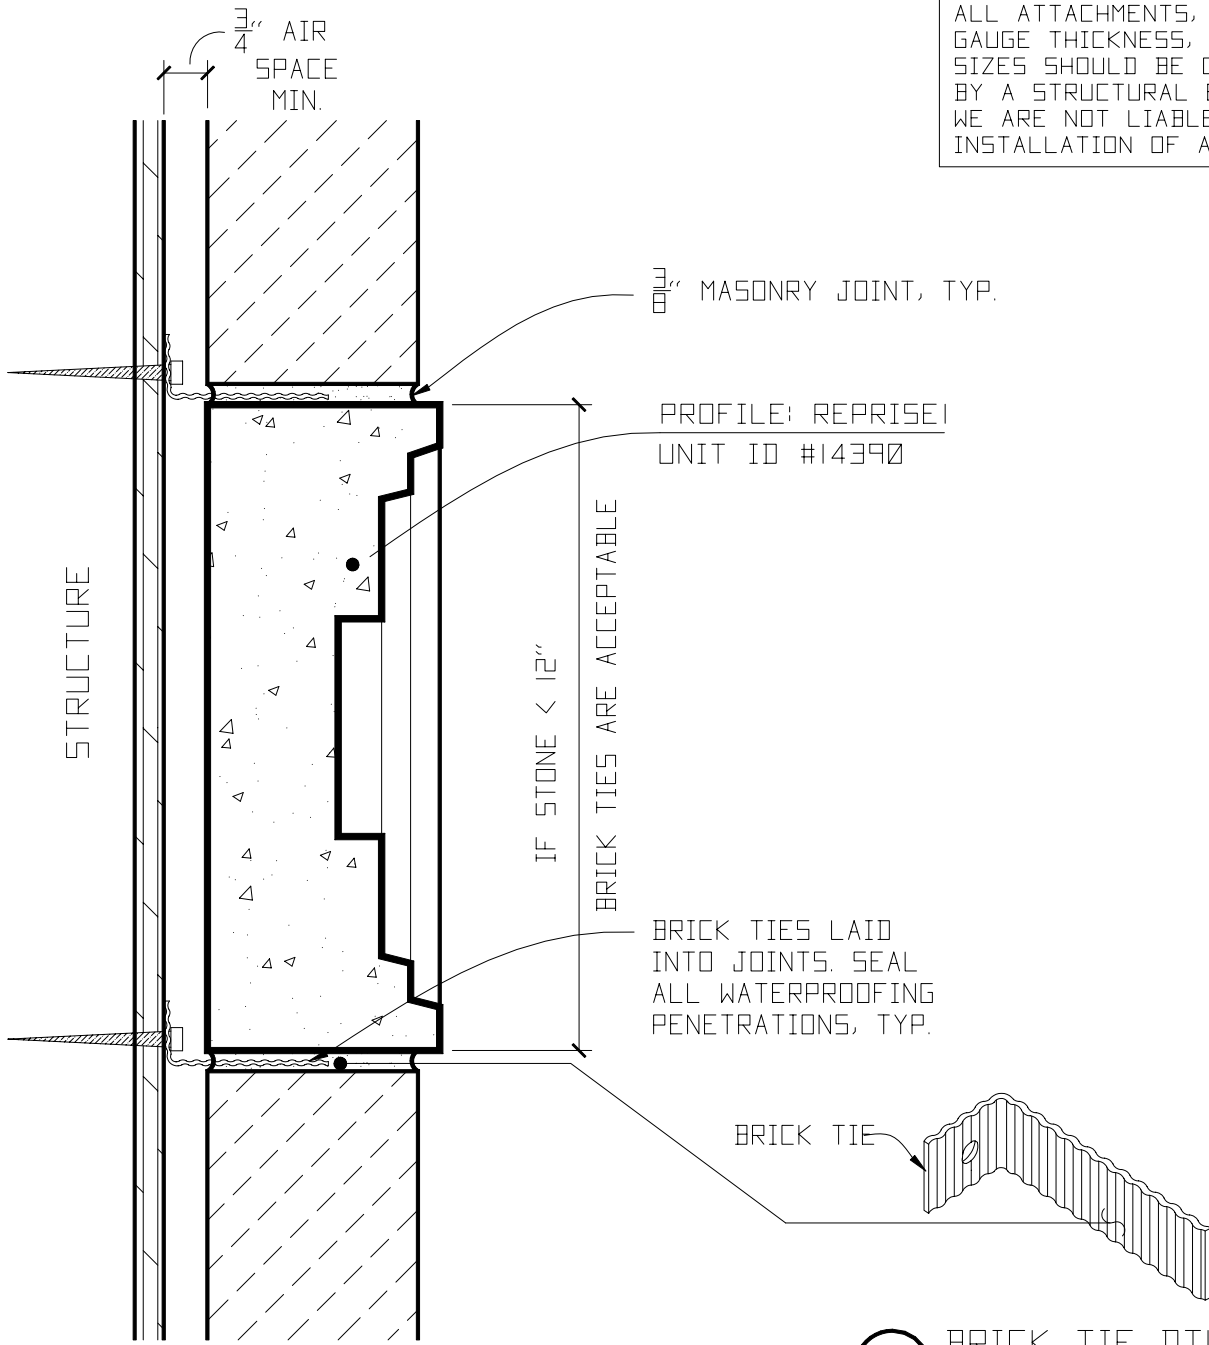 3/4" AIR
SPACE
MIN.
ALL ATTACHMENTS,
GAUGE THICKNESS,
SIZES SHOULD BE
BY A STRUCTURAL
WE ARE NOT LIABLE
INSTALLATION OF
3/8" MASONRY JOINT, TYP.
PROFILE: REPRISE1
UNIT ID #14390
STRUCTURE
IF STONE < 12"
BRICK TIES ARE ACCEPTABLE
BRICK TIES LAID
INTO JOINTS. SEAL
ALL WATERPROOFING
PENETRATIONS, TYP.
BRICK TIE
BRICK TIE